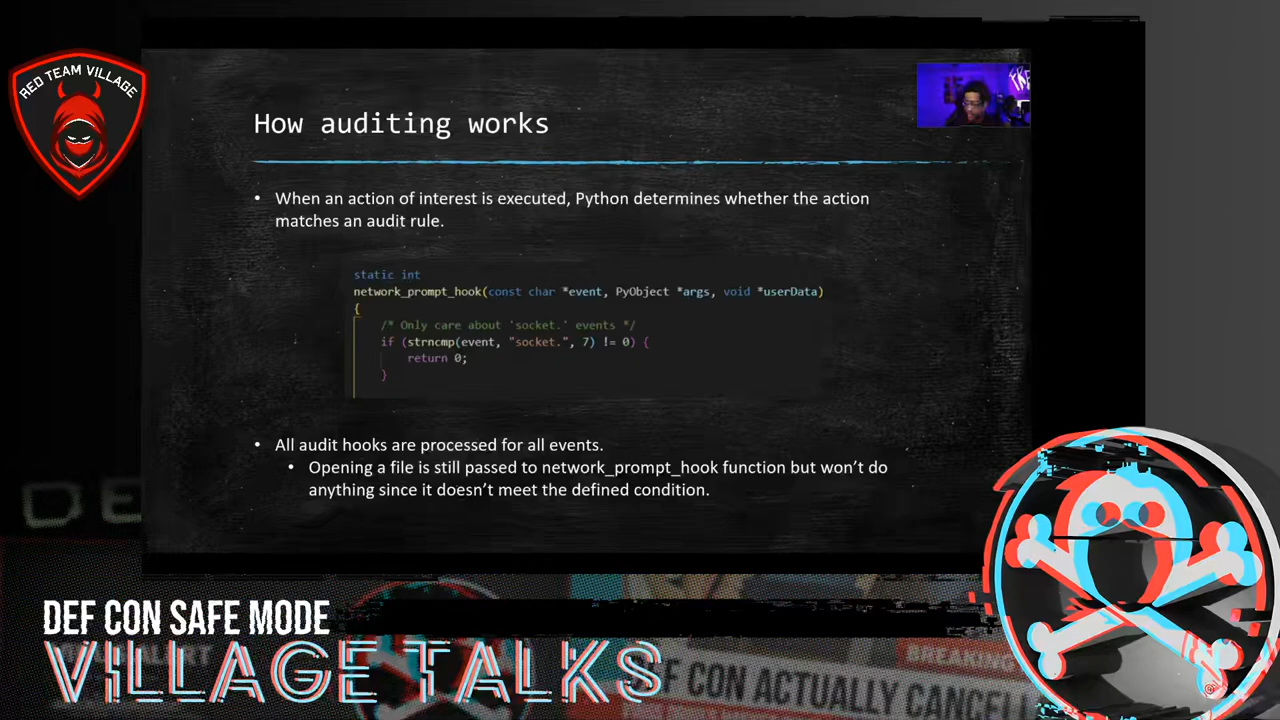 RED TEAM VILLAGE
How auditing works
• When an action of interest is executed, Python determines whether the action
matches an audit rule.
static int
network_prompt_hook(const char *event, PyObject *args, void *userData)
{
/* Only care about 'socket.' events */
if (strncmp(event, "socket.", 7) != 0) {
return 0;
}
• All audit hooks are processed for all events.
• Opening a file is still passed to network_prompt_hook function but won't do
anything since it doesn't meet the defined condition.
DE
DEF CON SAFE MODE
VILLAGE TALKS
BREAKING
EF CON ACTUALLY CANCELL